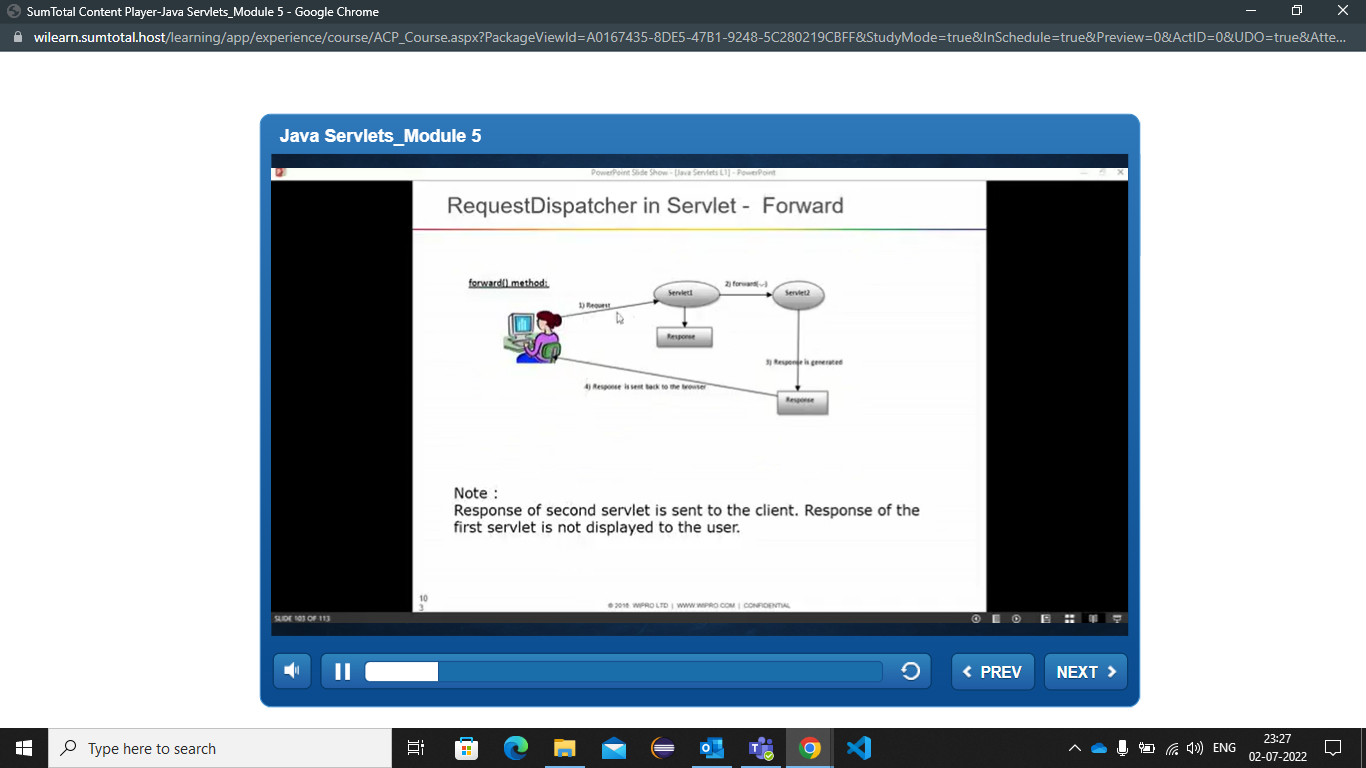 SumTotal Content Player-Java Servlets_Module 5 - Google Chrome
wilearn.sumtotal.host/learning/app/experience/course/ACP_Course.aspx?PackageViewId=A0167435-8DE5-47B1-9248-5C280219CBFF&StudyMode=true&InSchedule=true&Preview=0&ActID=0&UDO=true&Atte...
Java Servlets_Module 5
PowerPoint Slide Show - [Java Servlets L1] - PowerPoint
RequestDispatcher in Servlet - Forward
forward() method:
1) Request
Servlet1
2) forward(...)
Servlet2
Response
3) Response is generated
4) Response is sent back to the browser
Response
Note :
Response of second servlet is sent to the client. Response of the
first servlet is not displayed to the user.
10
3
© 2016 WIPRO LTD | WWW.WIPRO.COM | CONFIDENTIAL
SLIDE 103 OF 113
PREV
NEXT
Type here to search
ENG
23:27
02-07-2022